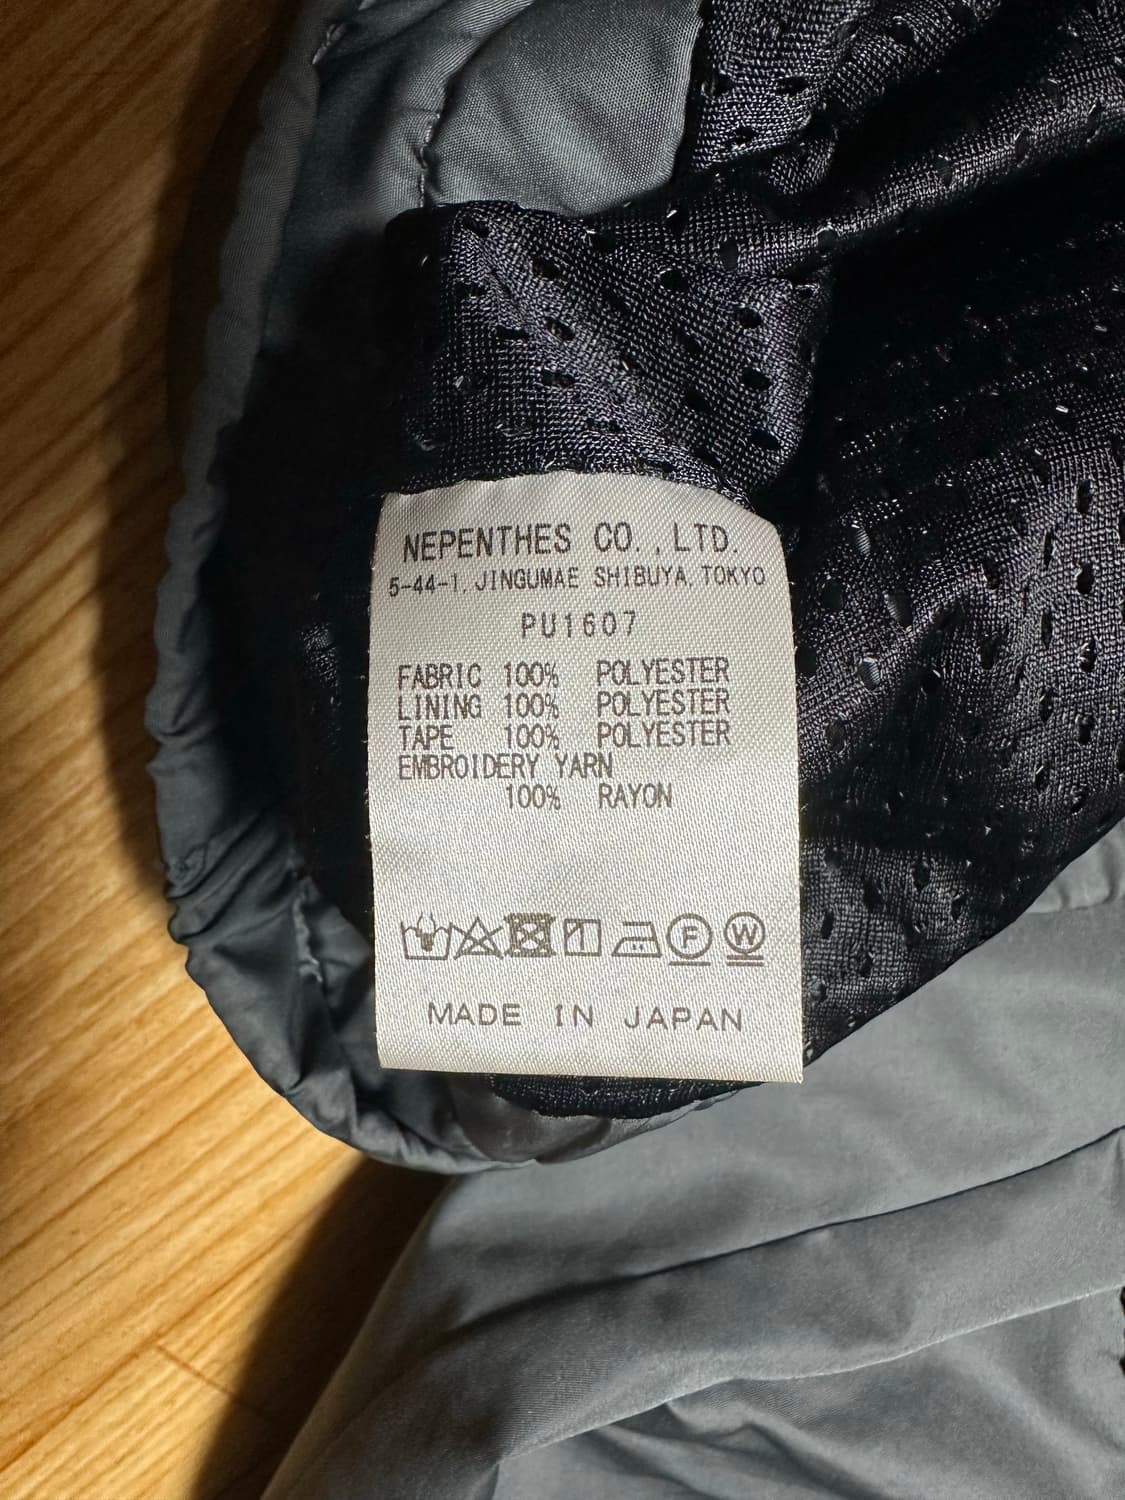 NEPENTHES CO.,LTD.
5-44-1, JINGUMAE SHIBUYA, TOKYO
PU1607
FABRIC 100% POLYESTER
LINING 100% POLYESTER
TAPE 100% POLYESTER
EMBROIDERY YARN
100% RAYON
F W
MADE IN JAPAN